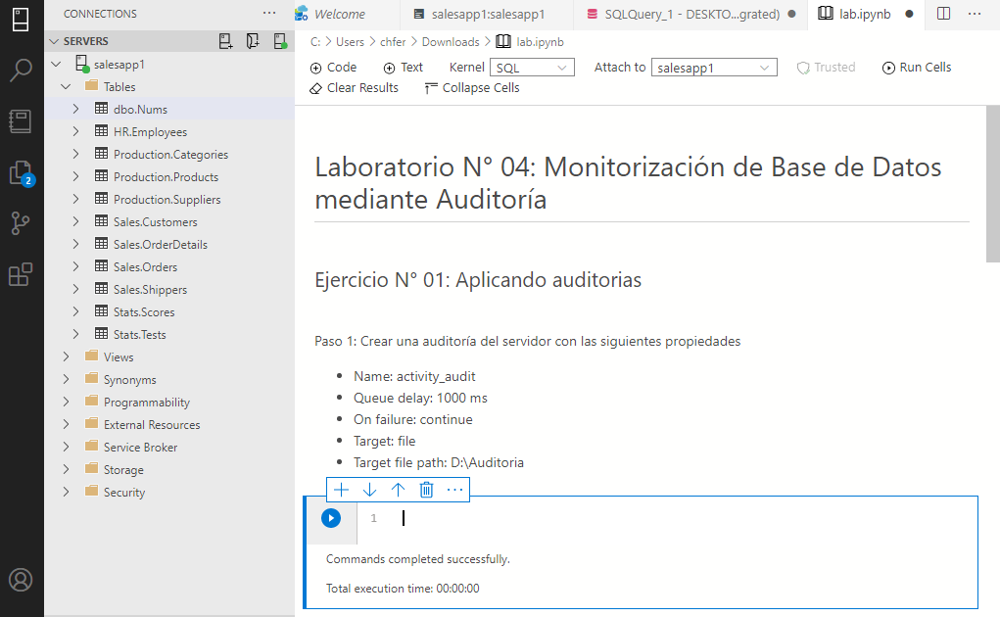 CONNECTIONS
...
Welcome
salesapp1:salesapp1
SQLQuery_1 - DESKTO...grated)
lab.ipynb
...
SERVERS
salesapp1
Tables
dbo.Nums
HR.Employees
Production.Categories
Production.Products
Production.Suppliers
Sales.Customers
Sales.OrderDetails
Sales.Orders
Sales.Shippers
Stats.Scores
Stats.Tests
Views
Synonyms
Programmability
External Resources
Service Broker
Storage
Security
2
C: > Users > chfer > Downloads > lab.ipynb
Code Text Kernel SQL Attach to salesapp1 Trusted Run Cells
Clear Results Collapse Cells
Laboratorio N° 04: Monitorización de Base de Datos
mediante Auditoría
Ejercicio N° 01: Aplicando auditorias
Paso 1: Crear una auditoría del servidor con las siguientes propiedades
• Name: activity_audit
• Queue delay: 1000 ms
• On failure: continue
• Target: file
• Target file path: D:\Auditoria
...
1
Commands completed successfully.
Total execution time: 00:00:00